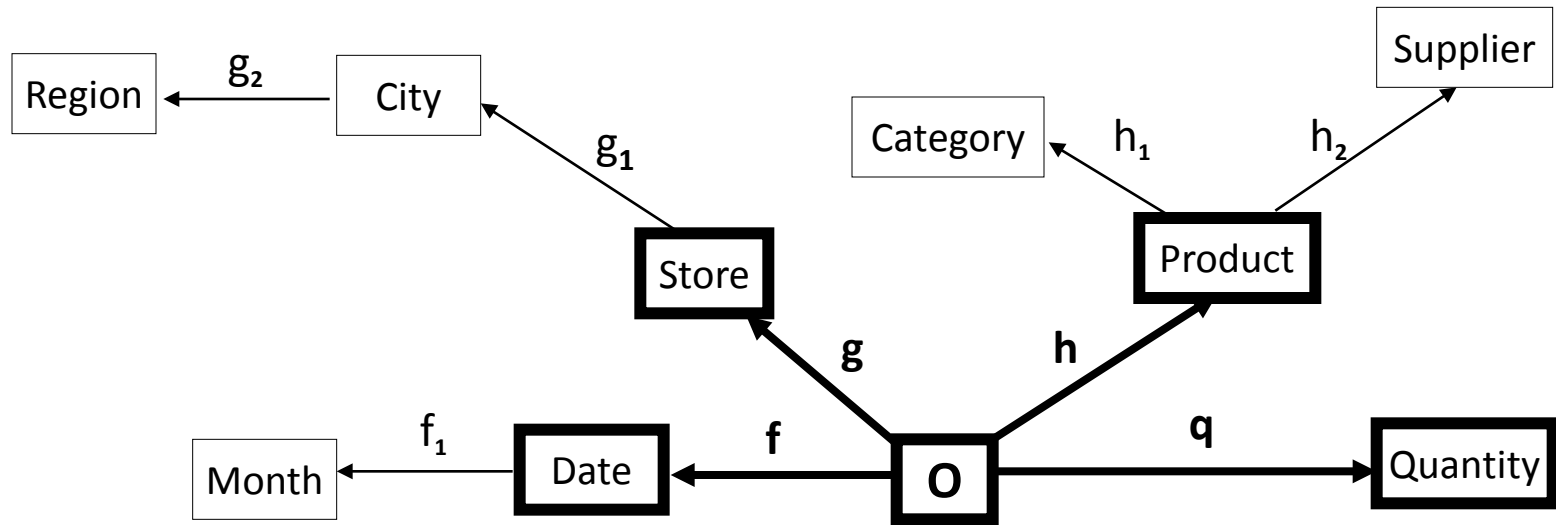 Supplier
Region
g₂
City
Category
h₁
h₂
g₁
Store
Product
g
h
Month
f₁
Date
f
O
q
Quantity